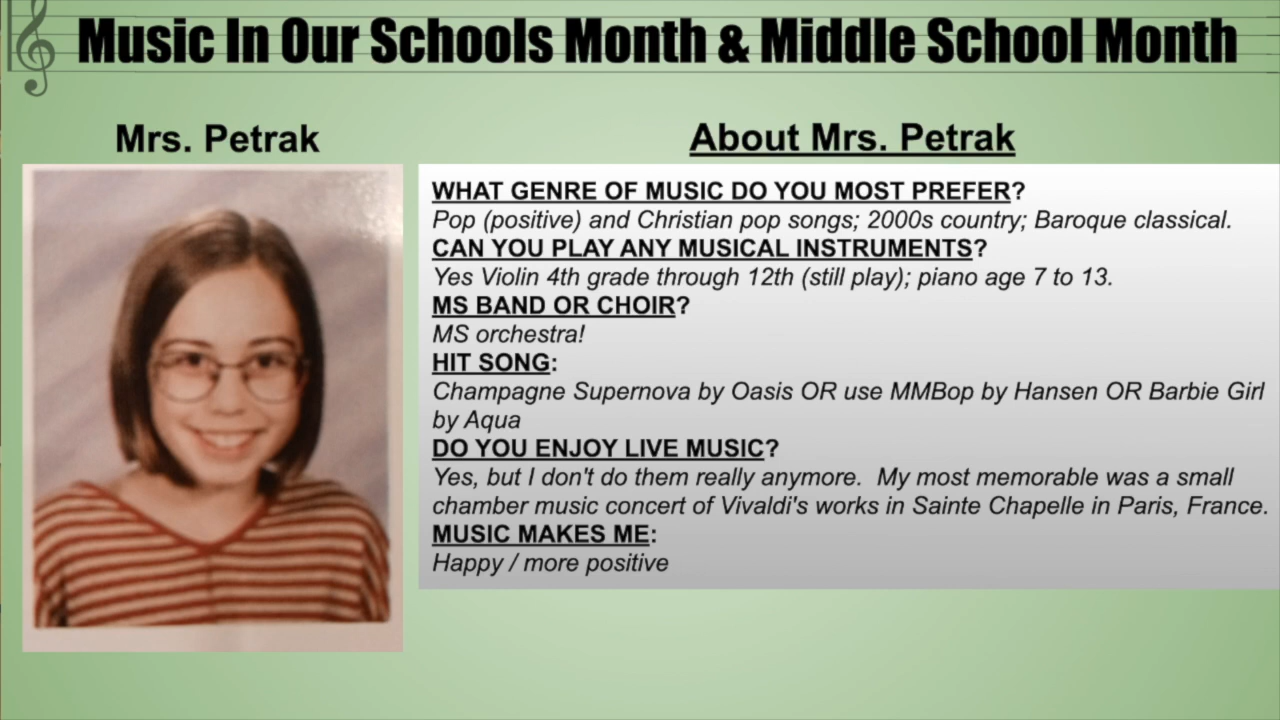 Music In Our Schools Month & Middle School Month
Mrs. Petrak
About Mrs. Petrak
WHAT GENRE OF MUSIC DO YOU MOST PREFER?
Pop (positive) and Christian pop songs; 2000s country; Baroque classical.
CAN YOU PLAY ANY MUSICAL INSTRUMENTS?
Yes Violin 4th grade through 12th (still play); piano age 7 to 13.
MS BAND OR CHOIR?
MS orchestra!
HIT SONG:
Champagne Supernova by Oasis OR use MMBop by Hansen OR Barbie Girl
by Aqua
DO YOU ENJOY LIVE MUSIC?
Yes, but I don't do them really anymore.  My most memorable was a small
chamber music concert of Vivaldi's works in Sainte Chapelle in Paris, France.
MUSIC MAKES ME:
Happy / more positive